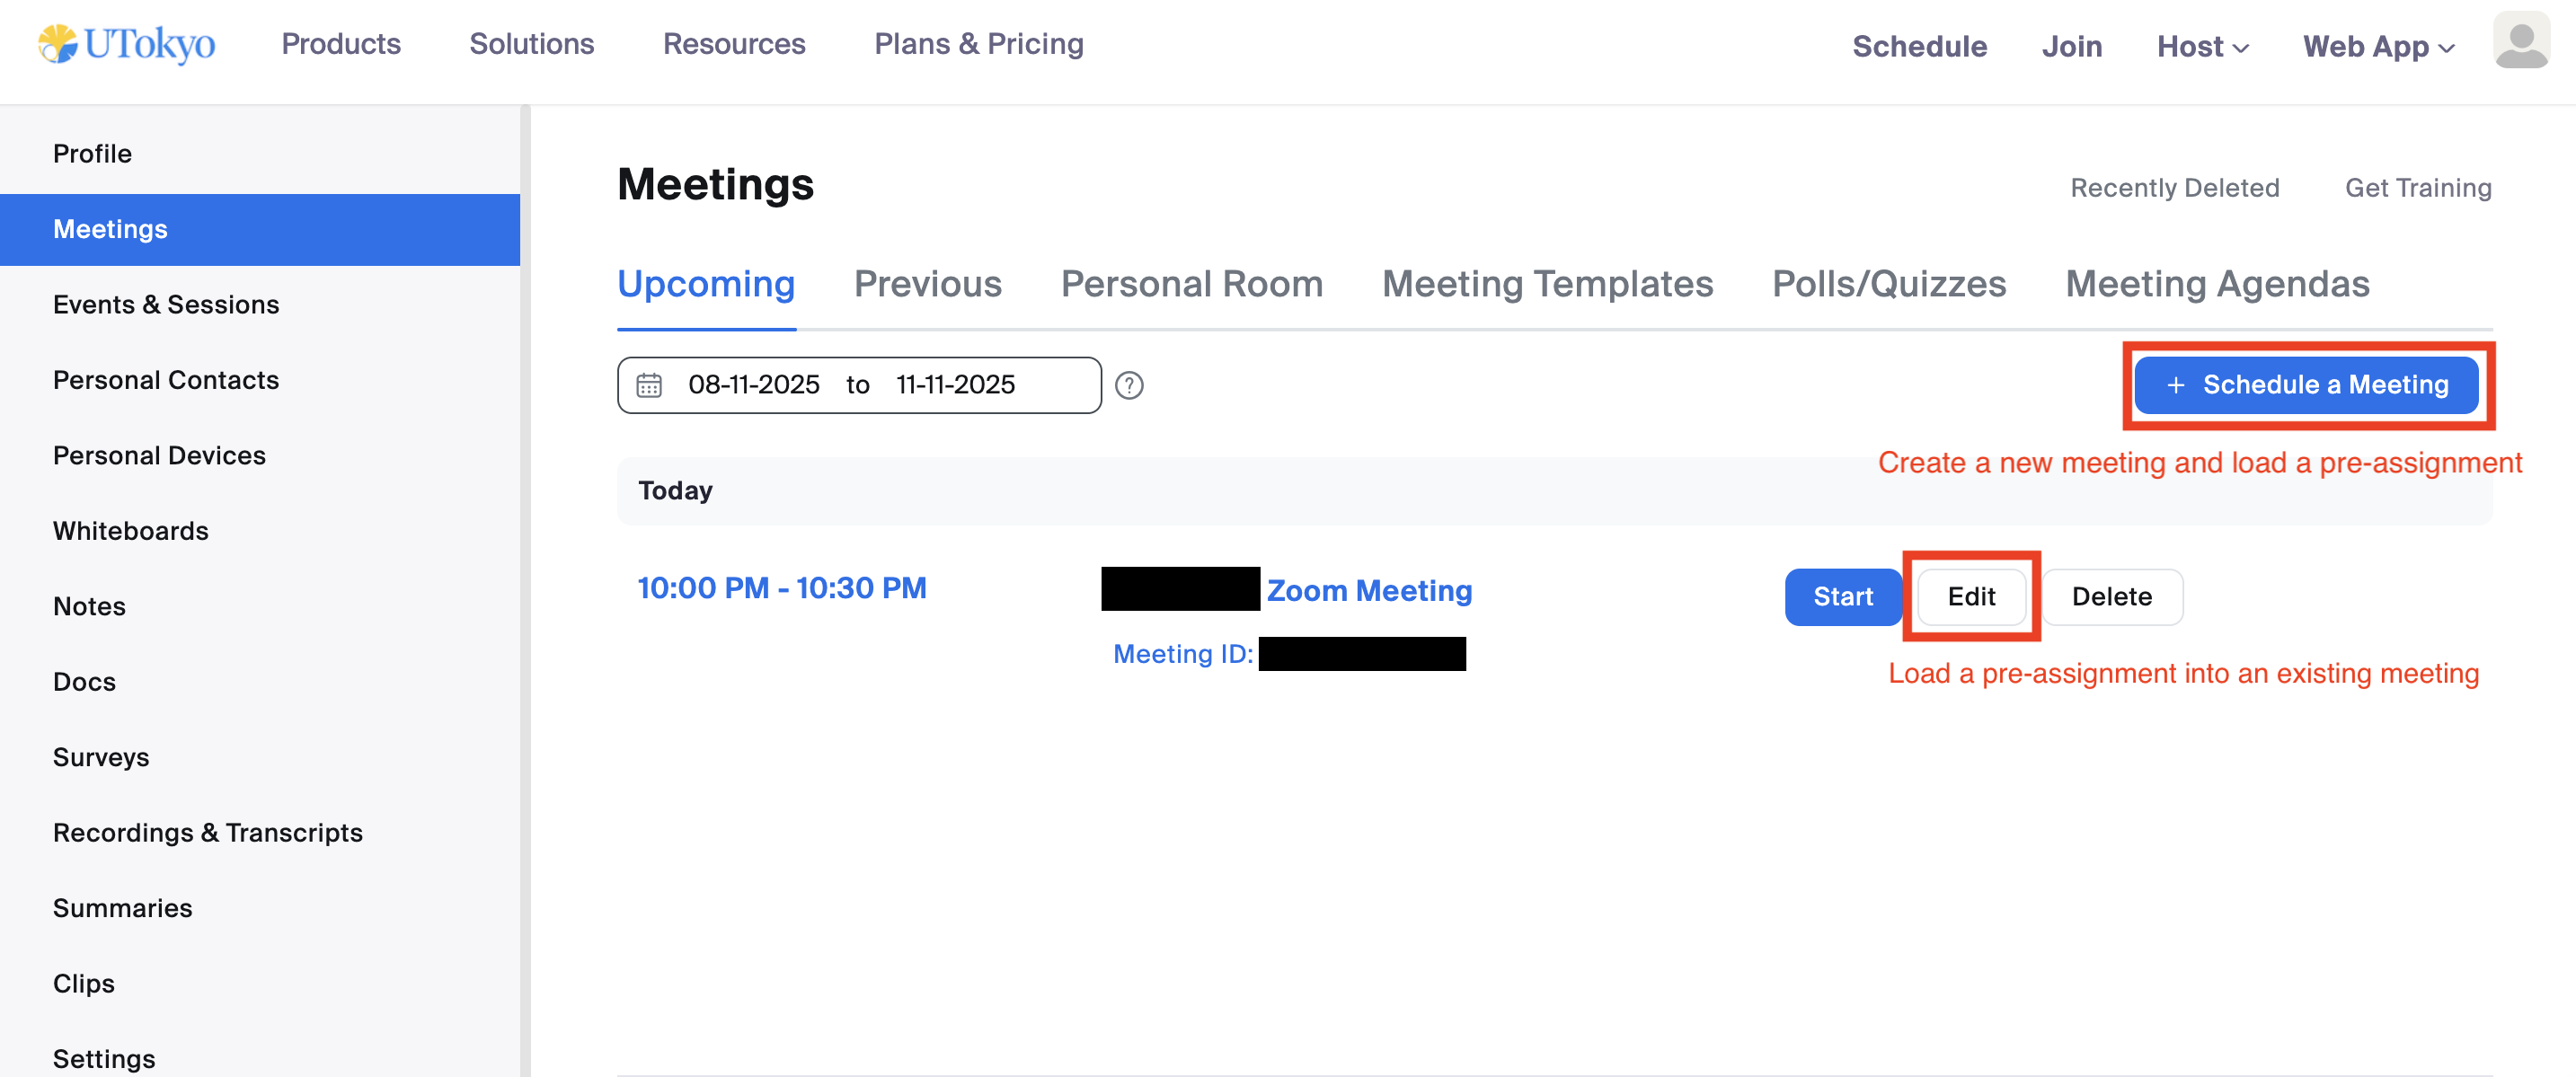 UTokyo Products Solutions Resources Plans & Pricing Schedule Join Host Web App
Profile
Meetings
Events & Sessions
Personal Contacts
Personal Devices
Whiteboards
Notes
Docs
Surveys
Recordings & Transcripts
Summaries
Clips
Settings
Meetings
Recently Deleted Get Training
Upcoming Previous Personal Room Meeting Templates Polls/Quizzes Meeting Agendas
08-11-2025 to 11-11-2025 ?
+ Schedule a Meeting
Create a new meeting and load a pre-assignment
Today
10:00 PM - 10:30 PM Zoom Meeting Start Edit Delete
Meeting ID:
Load a pre-assignment into an existing meeting